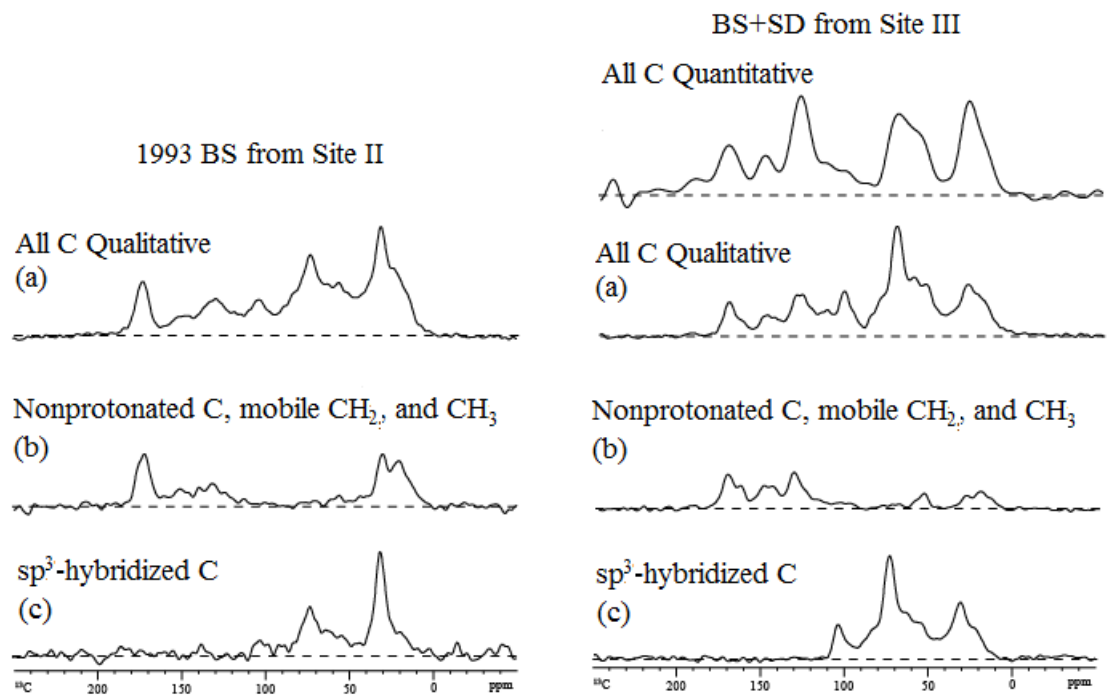 1993 BS from Site II
All C Qualitative
(a)
Nonprotonated C, mobile CH₂, and CH₃
(b)
sp³-hybridized C
(c)
¹³C 200 150 100 50 0 ppm
BS+SD from Site III
All C Quantitative
All C Qualitative
(a)
Nonprotonated C, mobile CH₂, and CH₃
(b)
sp³-hybridized C
(c)
¹³C 200 150 100 50 0 ppm